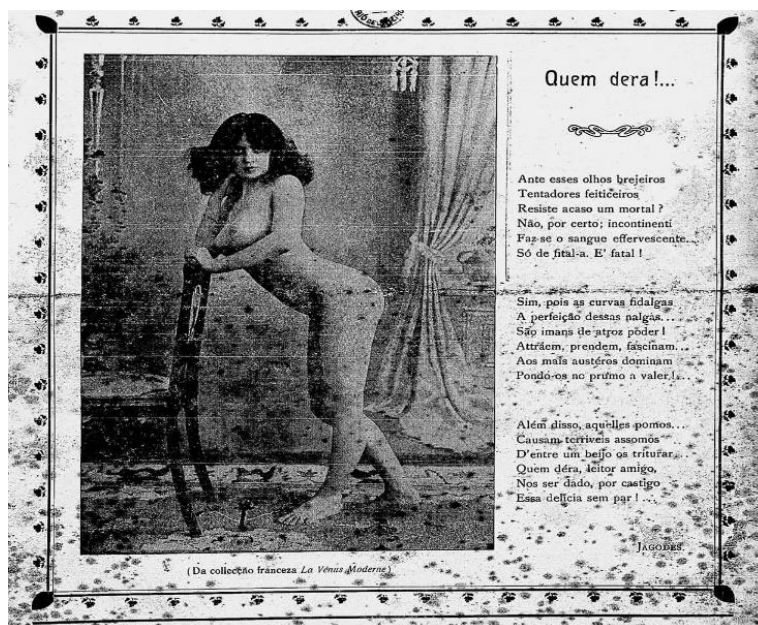 Quem dera!...
Ante esses olhos brejeiros
Tentadores feiticeiros
Resiste acaso um mortal?
Não, por certo; incontinenti
Faz-se o sangue effervescente...
Só de fital-a. E' fatal!
Sim, pois as curvas fidalgas
A perfeição dessas nalgas...
São imans de atroz poder!
Attráem, prendem, fascinam...
Aos mais austéros dominam
Pondo-os no prumo a valer!...
Além disso, aquelles pomos...
Causam terriveis assomos
D'entre um beijo os triturar...
Quem déra, leitor amigo,
Nos ser dado, por castigo
Essa delicia sem par!...
JAGODES.
(Da collecção franceza La Vénus Moderne)